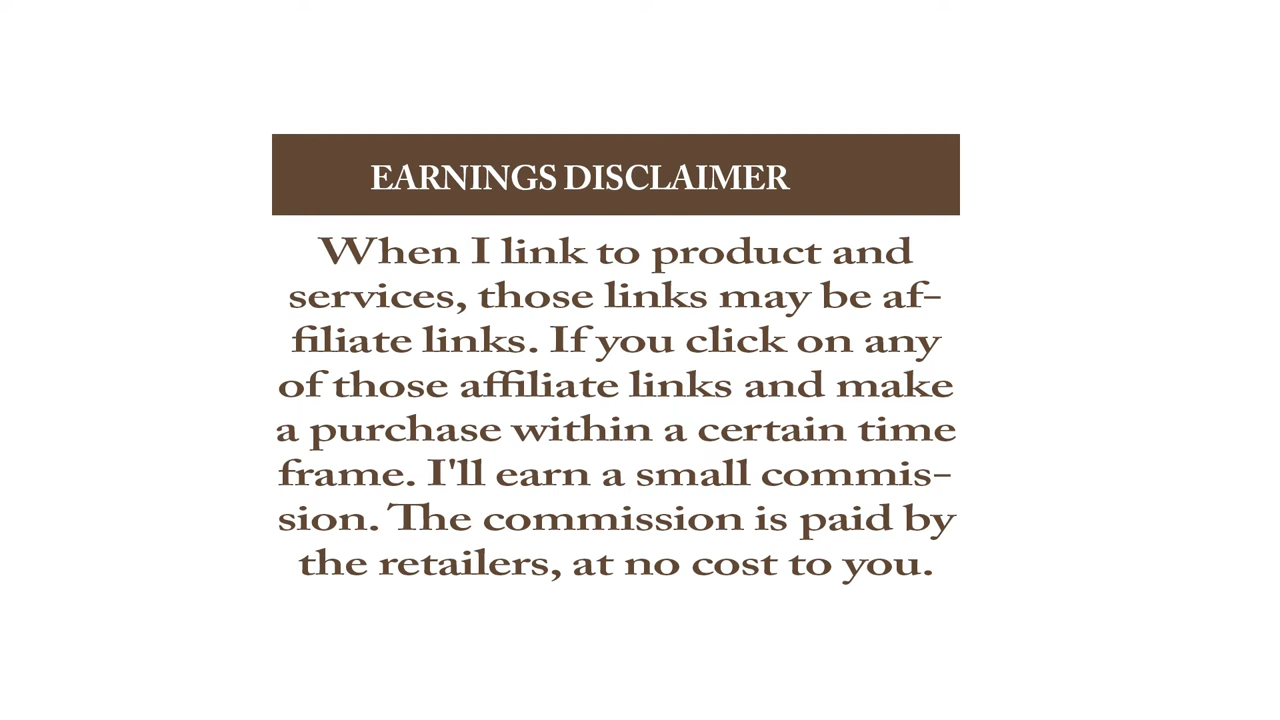 EARNINGS DISCLAIMER
When I link to product and
services, those links may be af-
filiate links. If you click on any
of those affiliate links and make
a purchase within a certain time
frame. I'll earn a small commis-
sion. The commission is paid by
the retailers, at no cost to you.